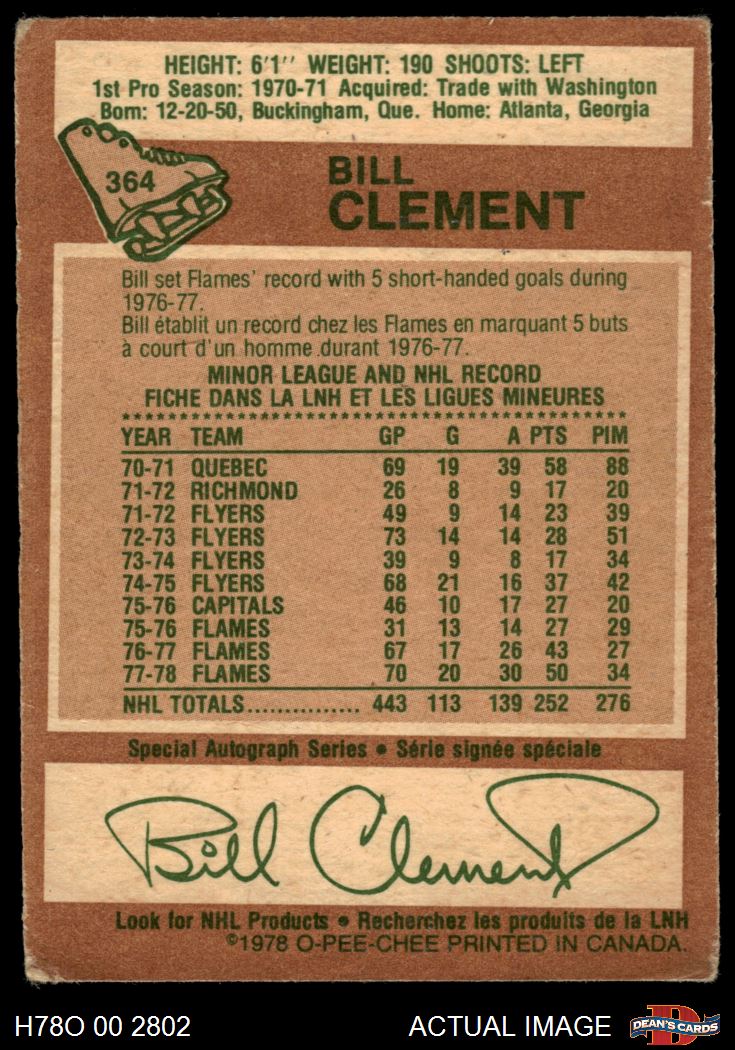 HEIGHT: 6'1'' WEIGHT: 190 SHOOTS: LEFT
1st Pro Season: 1970-71 Acquired: Trade with Washington
Born: 12-20-50, Buckingham, Que. Home: Atlanta, Georgia
364
BILL
CLEMENT
Bill set Flames' record with 5 short-handed goals during
1976-77.
Bill établit un record chez les Flames en marquant 5 buts
à court d'un homme durant 1976-77.
MINOR LEAGUE AND NHL RECORD
FICHE DANS LA LNH ET LES LIGUES MINEURES
YEAR TEAM GP G A PTS PIM
70-71 QUEBEC 69 19 39 58 88
71-72 RICHMOND 26 8 9 17 20
71-72 FLYERS 49 9 14 23 39
72-73 FLYERS 73 14 14 28 51
73-74 FLYERS 39 9 8 17 34
74-75 FLYERS 68 21 16 37 42
75-76 CAPITALS 46 10 17 27 20
75-76 FLAMES 31 13 14 27 29
76-77 FLAMES 67 17 26 43 27
77-78 FLAMES 70 20 30 50 34
NHL TOTALS............... 443 113 139 252 276
Special Autograph Series • Série signée spéciale
Bill Clement
Look for NHL Products • Recherchez les produits de la LNH
©1978 O-PEE-CHEE PRINTED IN CANADA.
H78O 00 2802 ACTUAL IMAGE D DEAN'S CARDS